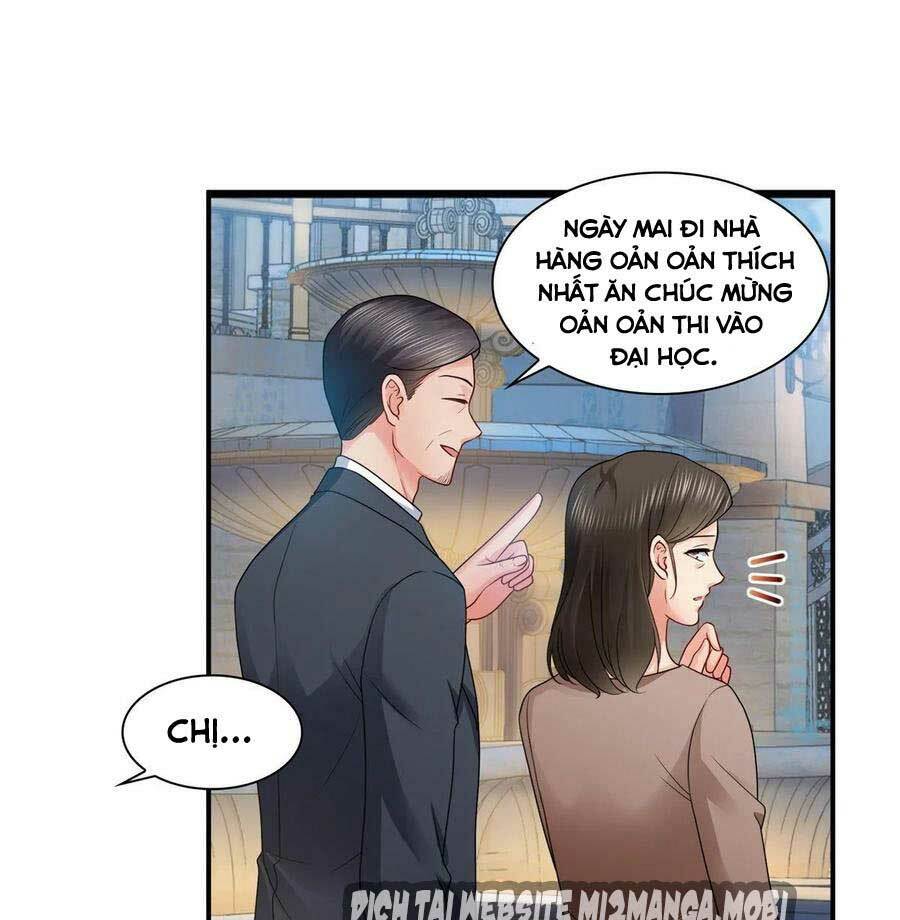 NGÀY MAI ĐI NHÀ
HÀNG OẢN OẢN THÍCH
NHẤT ĂN CHÚC MỪNG
OẢN OẢN THI VÀO
ĐẠI HỌC.
CHỊ...
DỊCH TẠI WEBSITE MI2MANGA.MOBI